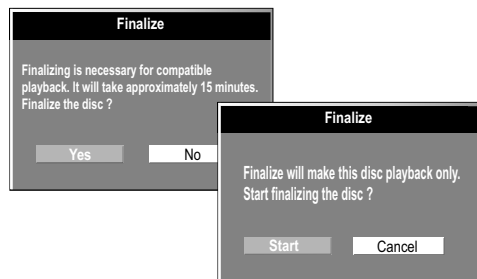 Finalize
Finalizing is necessary for compatible
playback. It will take approximately 15 minutes.
Finalize the disc ?
Yes
No
Finalize
Finalize will make this disc playback only.
Start finalizing the disc ?
Start
Cancel